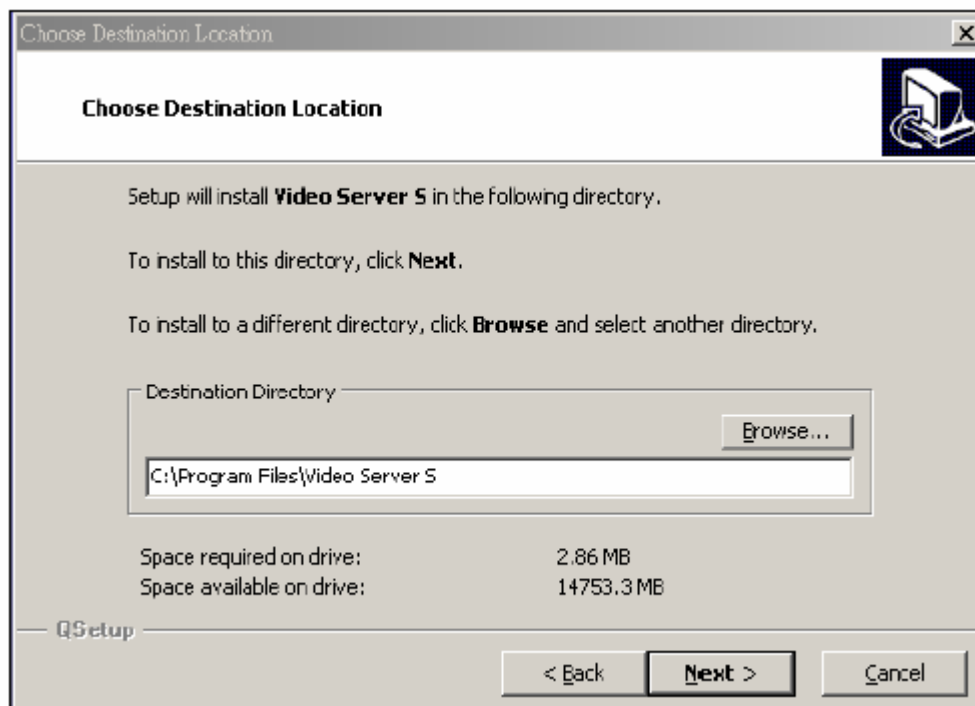 Choose Destination Location
Choose Destination Location
Setup will install Video Server S in the following directory.
To install to this directory, click Next.
To install to a different directory, click Browse and select another directory.
Destination Directory
Browse...
C:\Program Files\Video Server S
Space required on drive: 2.86 MB
Space available on drive: 14753.3 MB
QSetup
< Back Next > Cancel